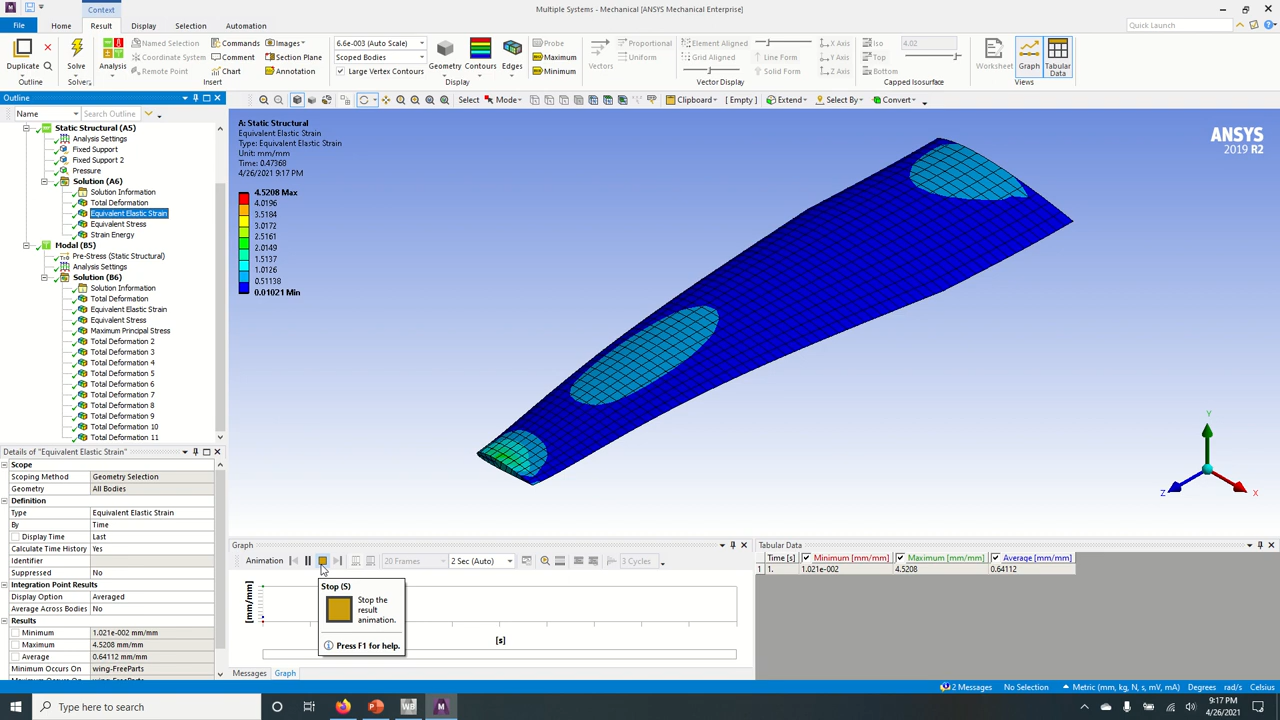 Context
Multiple Systems - Mechanical [ANSYS Mechanical Enterprise]
File
Home
Result
Display
Selection
Automation
Quick Launch
Duplicate
Solve
Analysis
Named Selection
Coordinate System
Remote Point
Commands
Comment
Chart
Images
Section Plane
Annotations
6.6e-003 (Auto Scale)
Scoped Bodies
Large Vertex Contours
Geometry
Contours
Edges
Probe
Maximum
Minimum
Vectors
Proportional
Uniform
Element Aligned
Grid Aligned
Line Form
Solid Form
X Axis
Y Axis
Z Axis
Iso
Top
Bottom
4.02
Worksheet
Graph
Tabular
Data
Outline
Solver
Insert
Display
Vector Display
Capped Isosurface
Views
Outline
Name
Search Outline
Select
Mode
Clipboard
[ Empty ]
Extend
Select By
Convert
Static Structural (A5)
Analysis Settings
Fixed Support
Fixed Support 2
Pressure
Solution (A6)
Solution Information
Total Deformation
Equivalent Elastic Strain
Equivalent Stress
Strain Energy
Modal (B5)
Pre-Stress (Static Structural)
Analysis Settings
Solution (B6)
Solution Information
Total Deformation
Equivalent Elastic Strain
Equivalent Stress
Maximum Principal Stress
Total Deformation 2
Total Deformation 3
Total Deformation 4
Total Deformation 5
Total Deformation 6
Total Deformation 7
Total Deformation 8
Total Deformation 9
Total Deformation 10
Total Deformation 11
A: Static Structural
Equivalent Elastic Strain
Type: Equivalent Elastic Strain
Unit: mm/mm
Time: 0.47368
4/26/2021 9:17 PM
4.5208 Max
4.0196
3.5184
3.0172
2.5161
2.0149
1.5137
1.0126
0.51138
0.01021 Min
ANSYS
2019 R2
Y
Z
X
Details of "Equivalent Elastic Strain"
Scope
Scoping Method Geometry Selection
Geometry All Bodies
Definition
Type Equivalent Elastic Strain
By Time
Display Time Last
Calculate Time History Yes
Identifier
Suppressed No
Integration Point Results
Display Option Averaged
Average Across Bodies No
Results
Minimum 1.021e-002 mm/mm
Maximum 4.5208 mm/mm
Average 0.64112 mm/mm
Minimum Occurs On wing-FreeParts
Maximum Occurs On wing-FreeParts
Graph
Animation
20 Frames
2 Sec (Auto)
3 Cycles
[mm/mm]
[s]
Stop (S)
Stop the
result
animation.
Press F1 for help.
Messages
Graph
Tabular Data
Time [s] Minimum [mm/mm] Maximum [mm/mm] Average [mm/mm]
1 1. 1.021e-002 4.5208 0.64112
2 Messages
No Selection
Metric (mm, kg, N, s, mV, mA)
Degrees
rad/s
Celsius
Type here to search
9:17 PM
4/26/2021